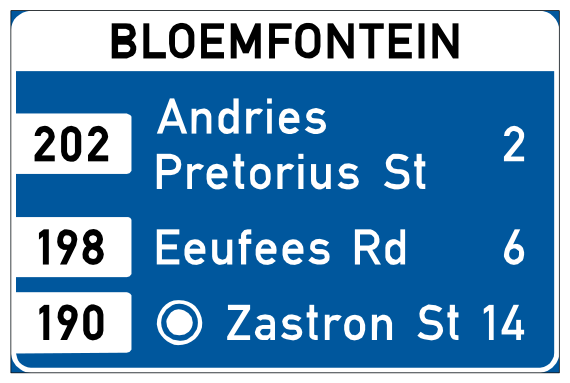 BLOEMFONTEIN
202 Andries
Pretorius St 2
198 Eeufees Rd 6
190 Zastron St 14